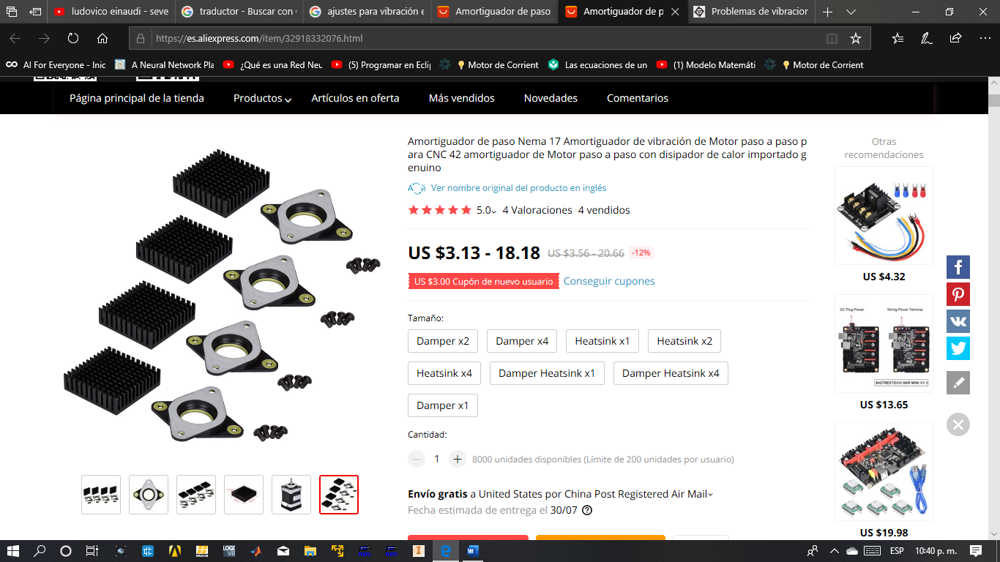 ludovico einaudi - seve
traductor - Buscar con
ajustes para vibración e
Amortiguador de paso
Amortiguador de p
Problemas de vibracior
https://es.aliexpress.com/item/32918332076.html
AI For Everyone - Inic
A Neural Network Pla
¿Qué es una Red Neu
(5) Programar en Ecli
Motor de Corrient
Las ecuaciones de un
(1) Modelo Matemáti
Motor de Corrient
Página principal de la tienda
Productos
Artículos en oferta
Más vendidos
Novedades
Comentarios
Amortiguador de paso Nema 17 Amortiguador de vibración de Motor paso a paso p
ara CNC 42 amortiguador de Motor paso a paso con disipador de calor importado g
enuino
Ver nombre original del producto en inglés
5.0 4 Valoraciones 4 vendidos
US $3.13 - 18.18 US $3.56 - 20.66 -12%
US $3.00 Cupón de nuevo usuario Conseguir cupones
Tamaño:
Damper x2
Damper x4
Heatsink x1
Heatsink x2
Heatsink x4
Damper Heatsink x1
Damper Heatsink x4
Damper x1
Cantidad:
1 8000 unidades disponibles (Límite de 200 unidades por usuario)
Envío gratis a United States por China Post Registered Air Mail
Fecha estimada de entrega el 30/07
Otras
recomendaciones
US $4.32
DC Plug Power
Wiring Power Terminal
BIGTREETECH SKR MINI V1.1
US $13.65
US $19.98
ESP
10:40 p. m.